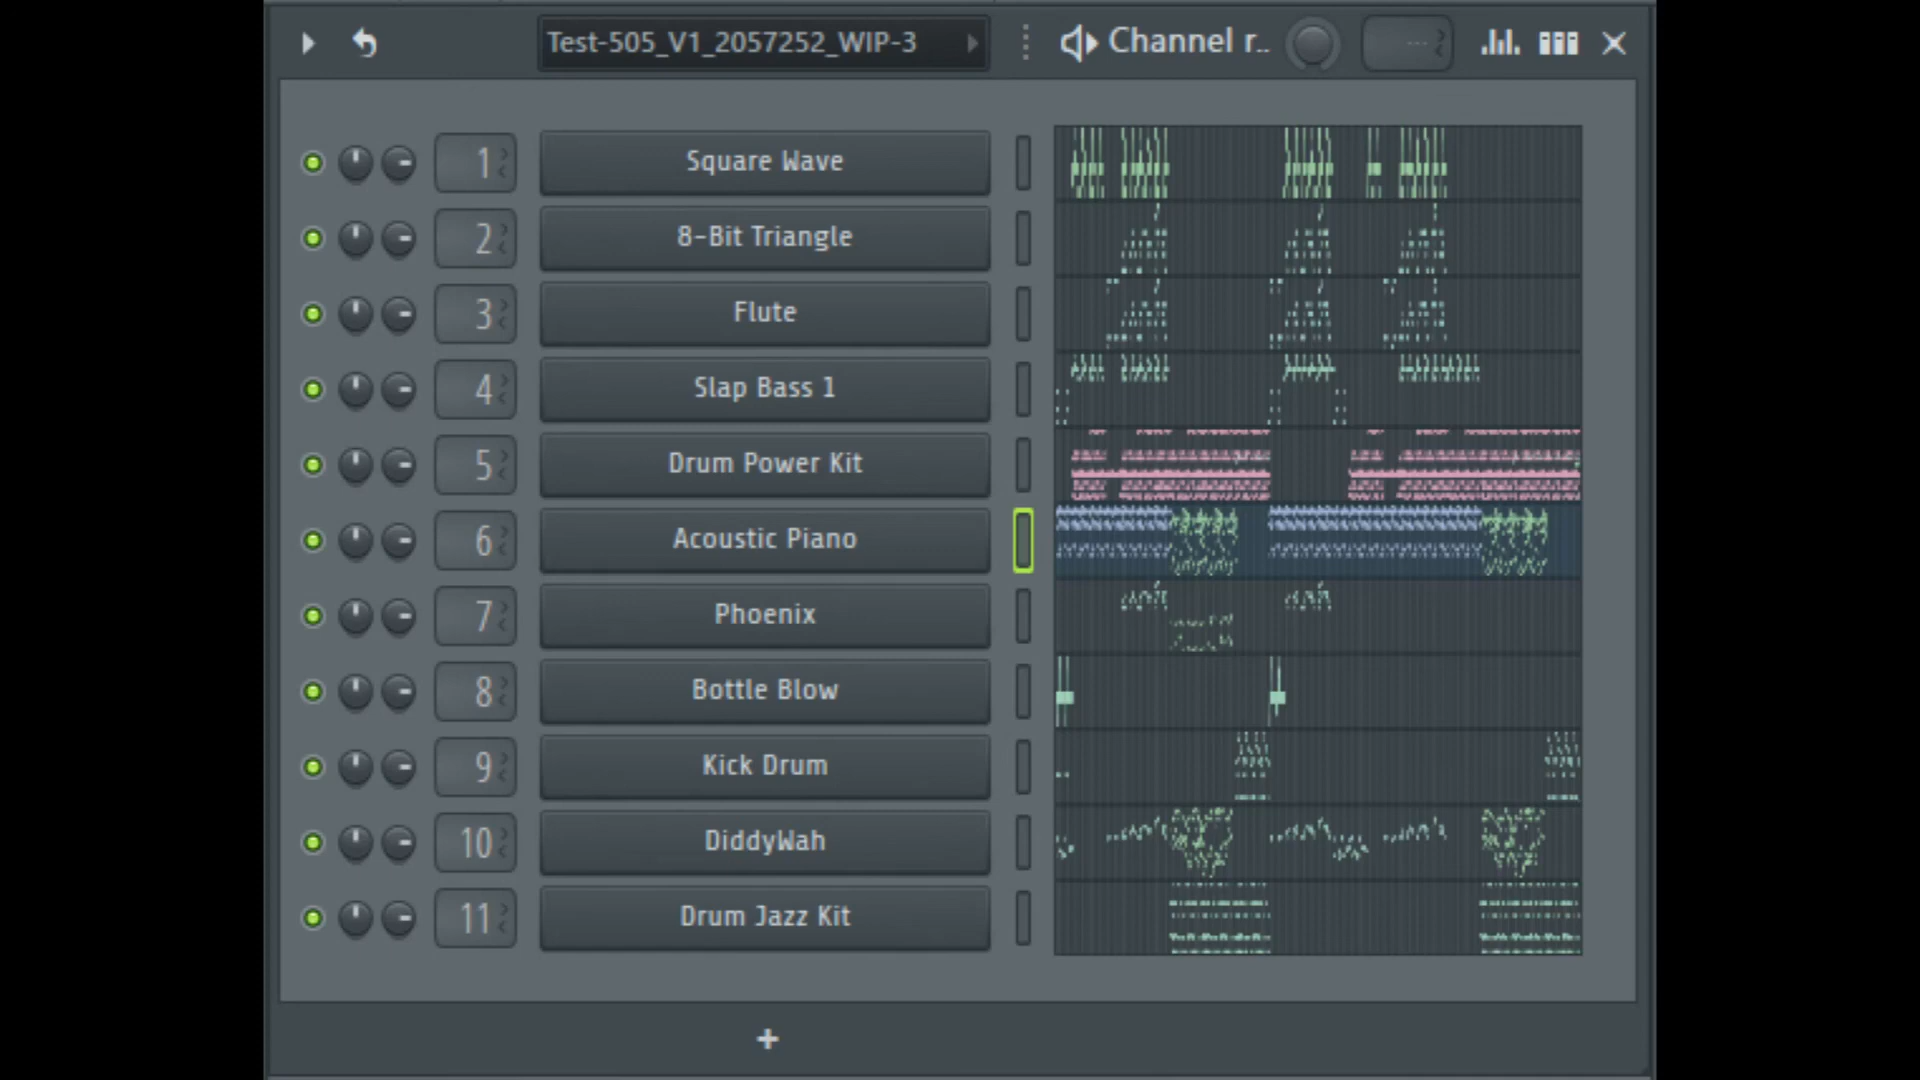 Test-505_V1_2057252_WIP-3
Channel r..
---
1 Square Wave
2 8-Bit Triangle
3 Flute
4 Slap Bass 1
5 Drum Power Kit
6 Acoustic Piano
7 Phoenix
8 Bottle Blow
9 Kick Drum
10 DiddyWah
11 Drum Jazz Kit
+